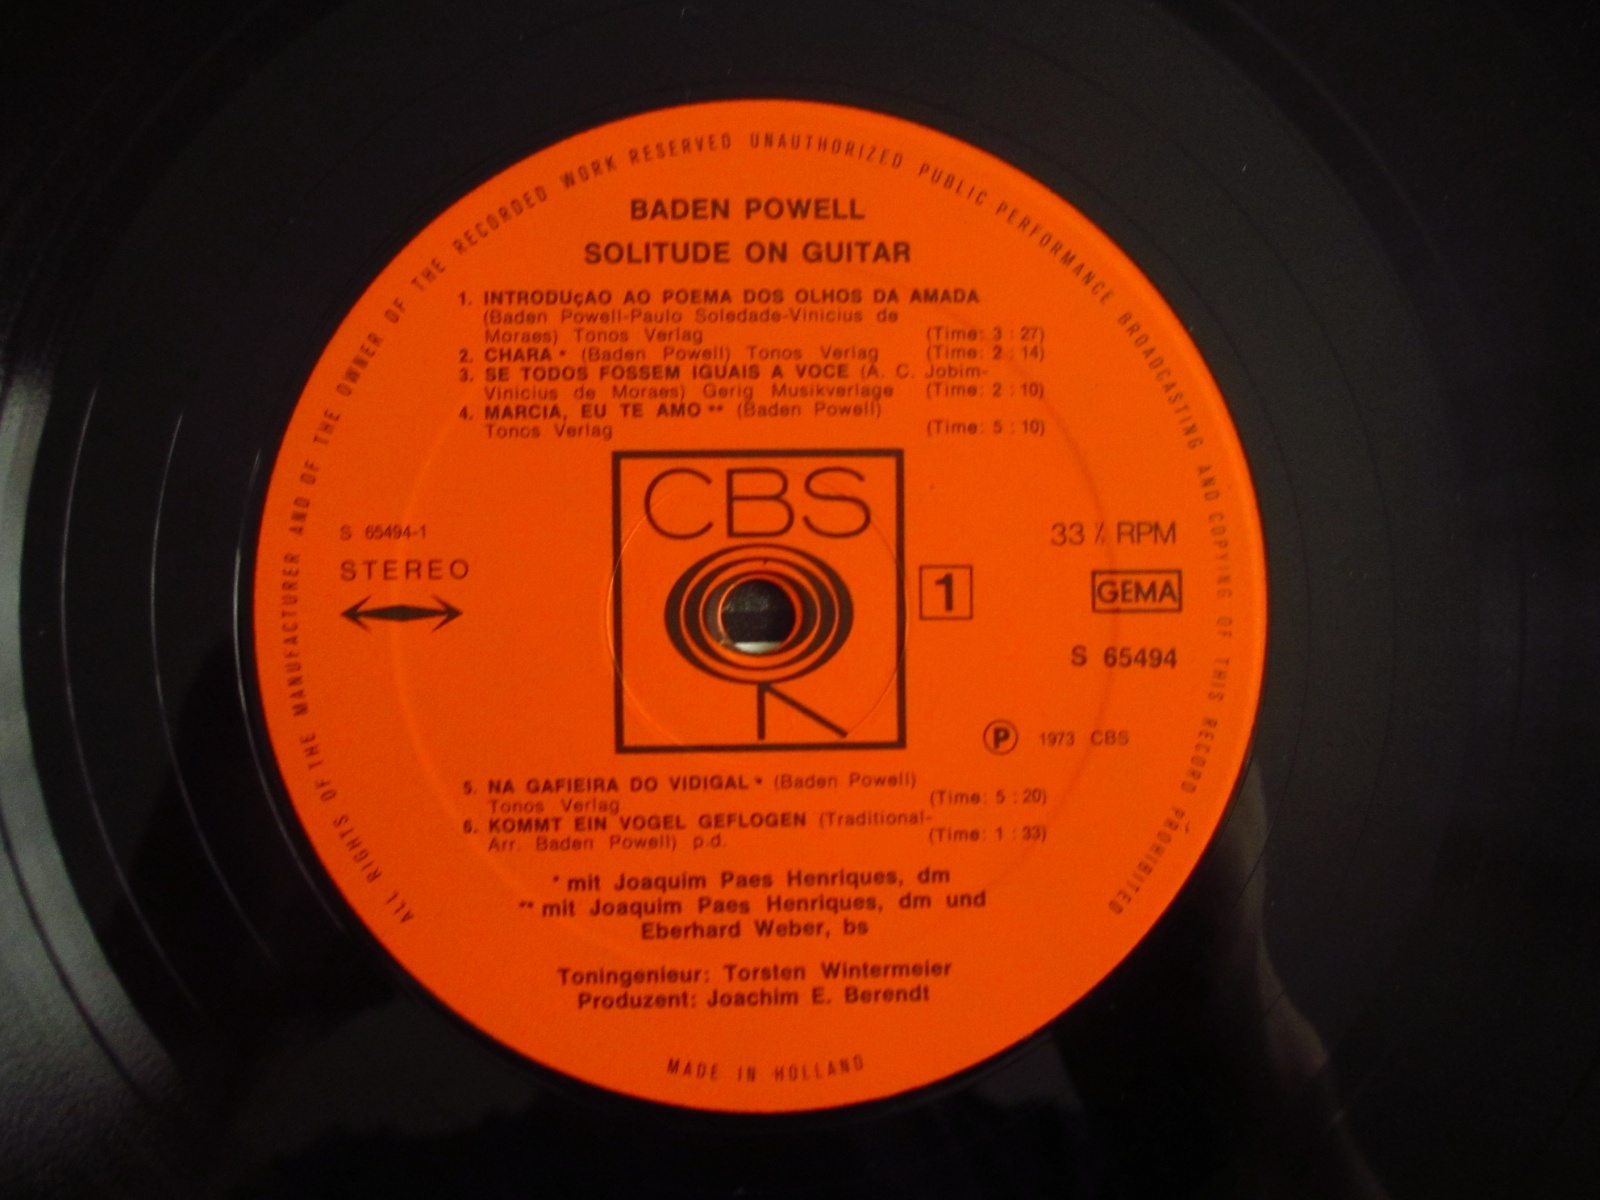 ALL RIGHTS OF THE MANUFACTURER AND OF THE OWNER OF THE RECORDED WORK RESERVED UNAUTHORIZED PUBLIC PERFORMANCE BROADCASTING AND COPYING OF THIS RECORD PROHIBITED
BADEN POWELL
SOLITUDE ON GUITAR
1. INTRODUçAO AO POEMA DOS OLHOS DA AMADA
(Baden Powell-Paulo Soledade-Vinicius de
Moraes) Tonos Verlag (Time: 3 : 27)
2. CHARA * (Baden Powell) Tonos Verlag (Time: 2 : 14)
3. SE TODOS FOSSEM IGUAIS A VOCE (A. C. Jobim-
Vinicius de Moraes) Gerig Musikverlage (Time: 2 : 10)
4. MARCIA, EU TE AMO ** (Baden Powell)
Tonos Verlag (Time: 5 : 10)
CBS
S 65494-1
STEREO
1
33 ⅓ RPM
GEMA
S 65494
℗ 1973 CBS
5. NA GAFIEIRA DO VIDIGAL * (Baden Powell)
Tonos Verlag (Time: 5 : 20)
6. KOMMT EIN VOGEL GEFLOGEN (Traditional-
Arr. Baden Powell) p.d. (Time: 1 : 33)
* mit Joaquim Paes Henriques, dm
** mit Joaquim Paes Henriques, dm und
Eberhard Weber, bs
Toningenieur: Torsten Wintermeier
Produzent: Joachim E. Berendt
MADE IN HOLLAND